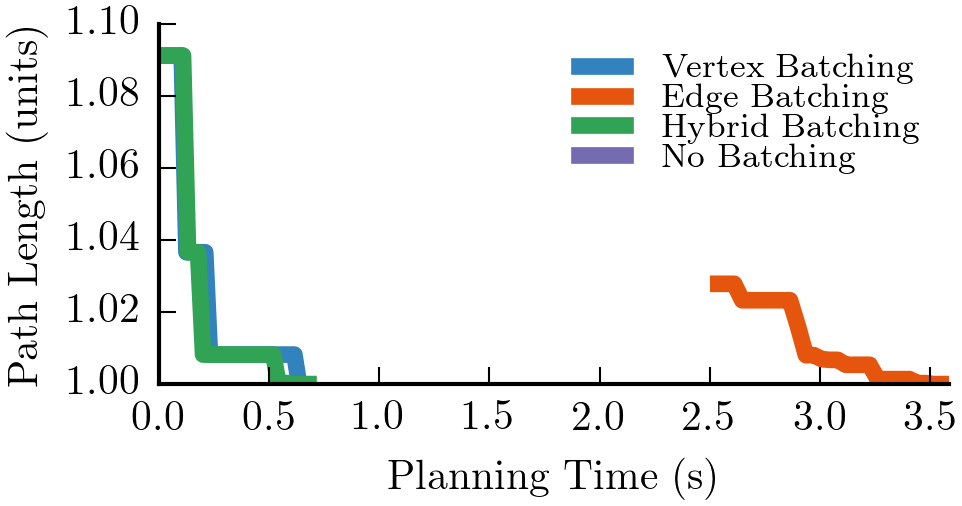 Path Length (units)
1.10
1.08
1.06
1.04
1.02
1.00
Vertex Batching
Edge Batching
Hybrid Batching
No Batching
0.0 0.5 1.0 1.5 2.0 2.5 3.0 3.5
Planning Time (s)